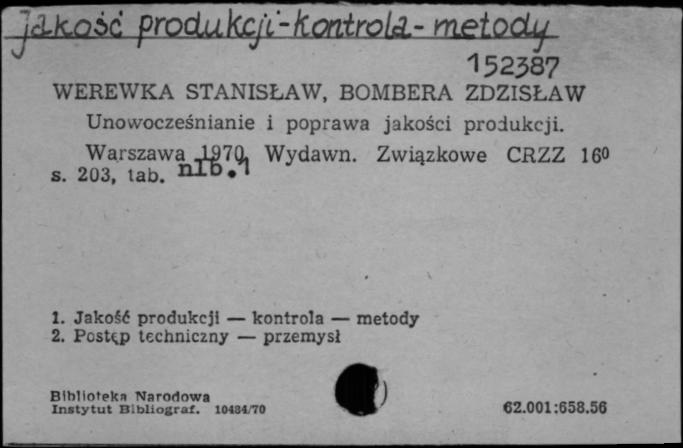 jakość produkcji-kontrola-metody
152387
WEREWKA STANISŁAW, BOMBERA ZDZISŁAW
Unowocześnianie i poprawa jakości produkcji.
Warszawa 1970, Wydawn. Związkowe CRZZ 16⁰
s. 203, nlb. 1 tab.
1. Jakość produkcji — kontrola — metody
2. Postęp techniczny — przemysł
Biblioteka Narodowa
Instytut Bibliograf. 10484/70
62.001:658.56